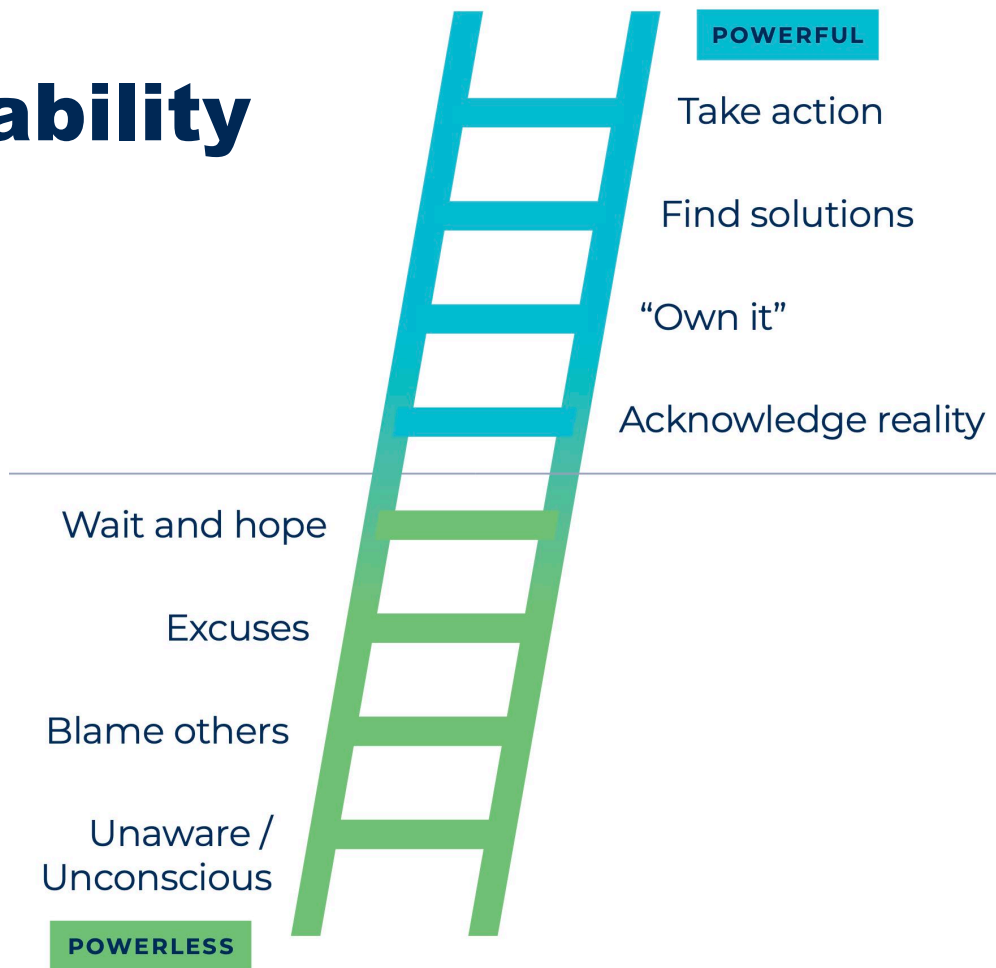 ability
POWERFUL
Take action
Find solutions
“Own it”
Acknowledge reality
Wait and hope
Excuses
Blame others
Unaware /
Unconscious
POWERLESS